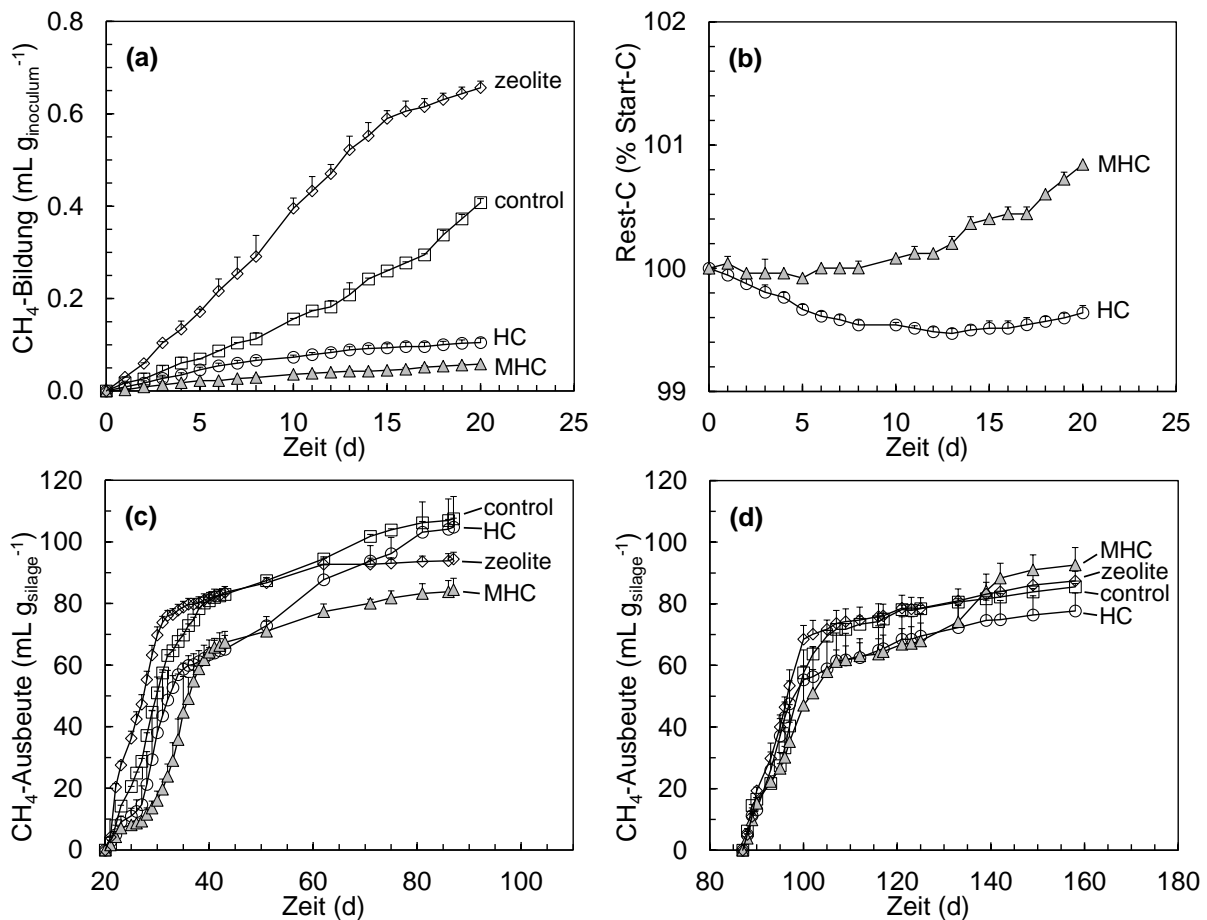 (a)
CH₄-Bildung (mL g_inoculum⁻¹)
0.8
0.6
0.4
0.2
0.0
zeolite
control
HC
MHC
0 5 10 15 20 25
Zeit (d)
(b)
Rest-C (% Start-C)
102
101
100
99
MHC
HC
0 5 10 15 20 25
Zeit (d)
(c)
CH₄-Ausbeute (mL g_silage⁻¹)
120
100
80
60
40
20
0
control
HC
zeolite
MHC
20 40 60 80 100
Zeit (d)
(d)
CH₄-Ausbeute (mL g_silage⁻¹)
120
100
80
60
40
20
0
MHC
zeolite
control
HC
80 100 120 140 160 180
Zeit (d)